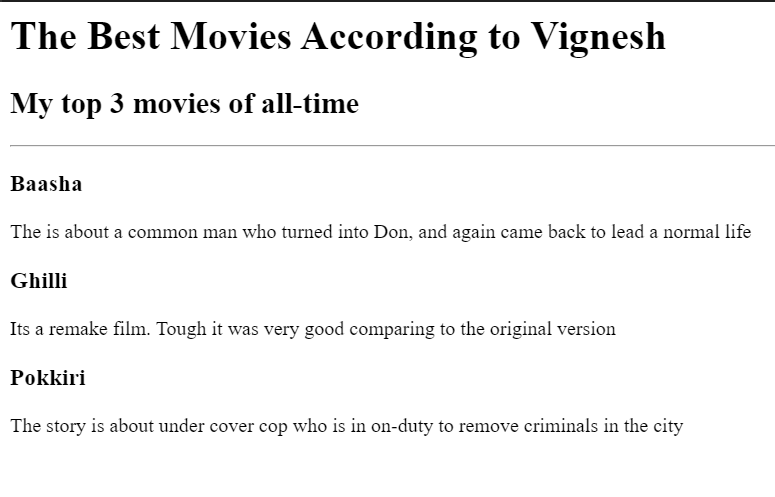 The Best Movies According to Vignesh
My top 3 movies of all-time
Baasha
The is about a common man who turned into Don, and again came back to lead a normal life
Ghilli
Its a remake film. Tough it was very good comparing to the original version
Pokkiri
The story is about under cover cop who is in on-duty to remove criminals in the city